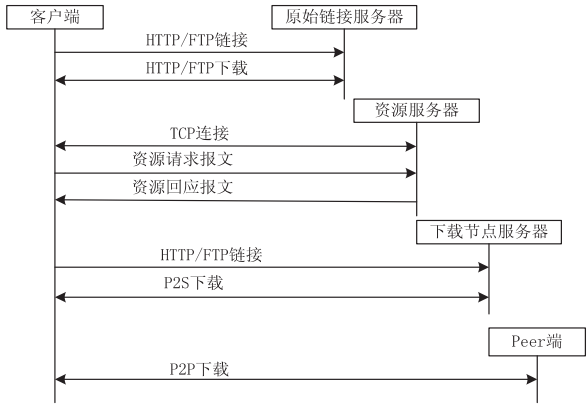 客户端
原始链接服务器
HTTP/FTP链接
HTTP/FTP下载
资源服务器
TCP连接
资源请求报文
资源回应报文
下载节点服务器
HTTP/FTP链接
P2S下载
Peer端
P2P下载